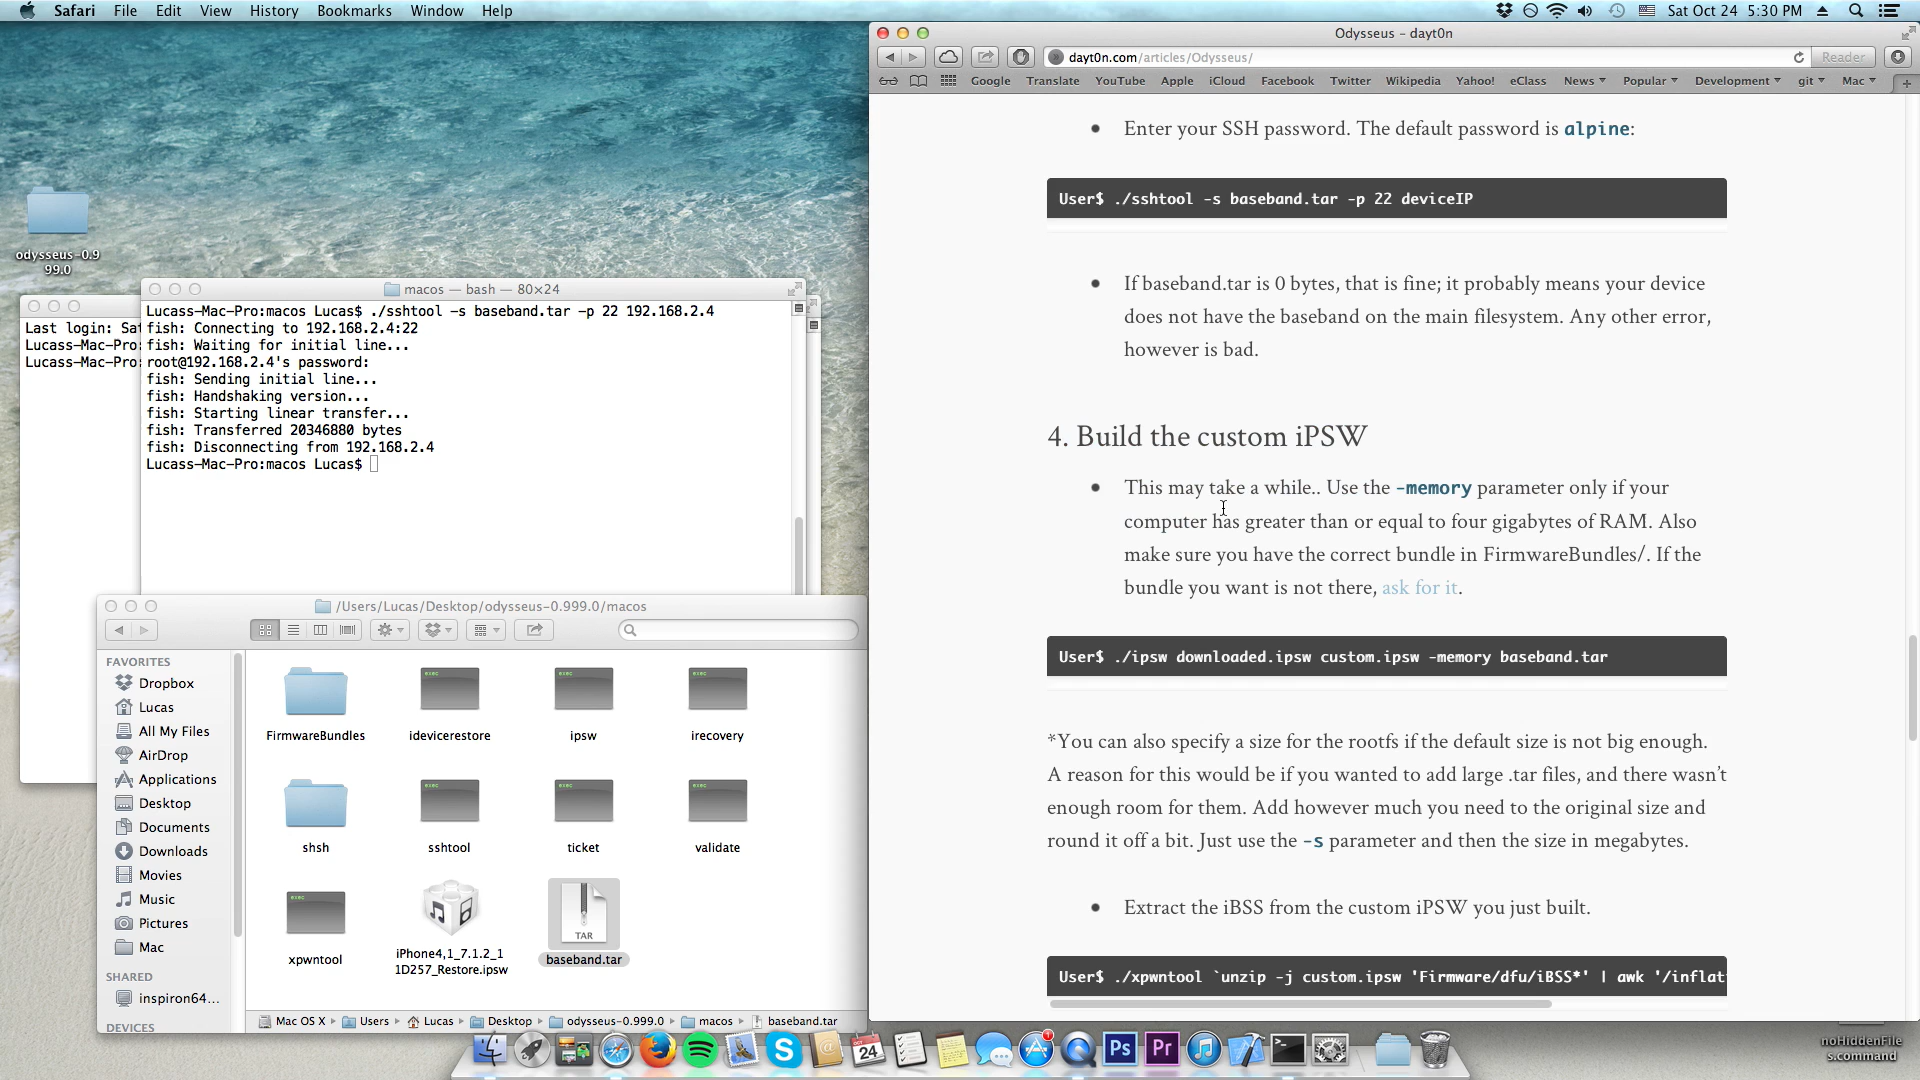 Safari File Edit View History Bookmarks Window Help
Sat Oct 24 5:30 PM
odysseus-0.9
99.0
Last login: Sat
Lucass-Mac-Pro:
Lucass-Mac-Pro:
macos — bash — 80×24
Lucass-Mac-Pro:macos Lucas$ ./sshtool -s baseband.tar -p 22 192.168.2.4
fish: Connecting to 192.168.2.4:22
fish: Waiting for initial line...
root@192.168.2.4's password:
fish: Sending initial line...
fish: Handshaking version...
fish: Starting linear transfer...
fish: Transferred 20346880 bytes
fish: Disconnecting from 192.168.2.4
Lucass-Mac-Pro:macos Lucas$
/Users/Lucas/Desktop/odysseus-0.999.0/macos
FAVORITES
Dropbox
Lucas
All My Files
AirDrop
Applications
Desktop
Documents
Downloads
Movies
Music
Pictures
Mac
SHARED
inspiron64...
DEVICES
exec exec exec
FirmwareBundles idevicerestore ipsw irecovery
exec exec exec
shsh sshtool ticket validate
exec
TAR
xpwntool iPhone4,1_7.1.2_1
1D257_Restore.ipsw baseband.tar
Mac OS X Users Lucas Desktop odysseus-0.999.0 macos baseband.tar
Odysseus – dayt0n
dayt0n.com/articles/Odysseus/
Reader
Google Translate YouTube Apple iCloud Facebook Twitter Wikipedia Yahoo! eClass News Popular Development git Mac
• Enter your SSH password. The default password is alpine:
User$ ./sshtool -s baseband.tar -p 22 deviceIP
• If baseband.tar is 0 bytes, that is fine; it probably means your device
does not have the baseband on the main filesystem. Any other error,
however is bad.
4. Build the custom iPSW
• This may take a while.. Use the -memory parameter only if your
computer has greater than or equal to four gigabytes of RAM. Also
make sure you have the correct bundle in FirmwareBundles/. If the
bundle you want is not there, ask for it.
User$ ./ipsw downloaded.ipsw custom.ipsw -memory baseband.tar
*You can also specify a size for the rootfs if the default size is not big enough.
A reason for this would be if you wanted to add large .tar files, and there wasn't
enough room for them. Add however much you need to the original size and
round it off a bit. Just use the -s parameter and then the size in megabytes.
• Extract the iBSS from the custom iPSW you just built.
User$ ./xpwntool `unzip -j custom.ipsw 'Firmware/dfu/iBSS*' | awk '/inflat
OCT
24
1
Ps
Pr
noHiddenFile
s.command